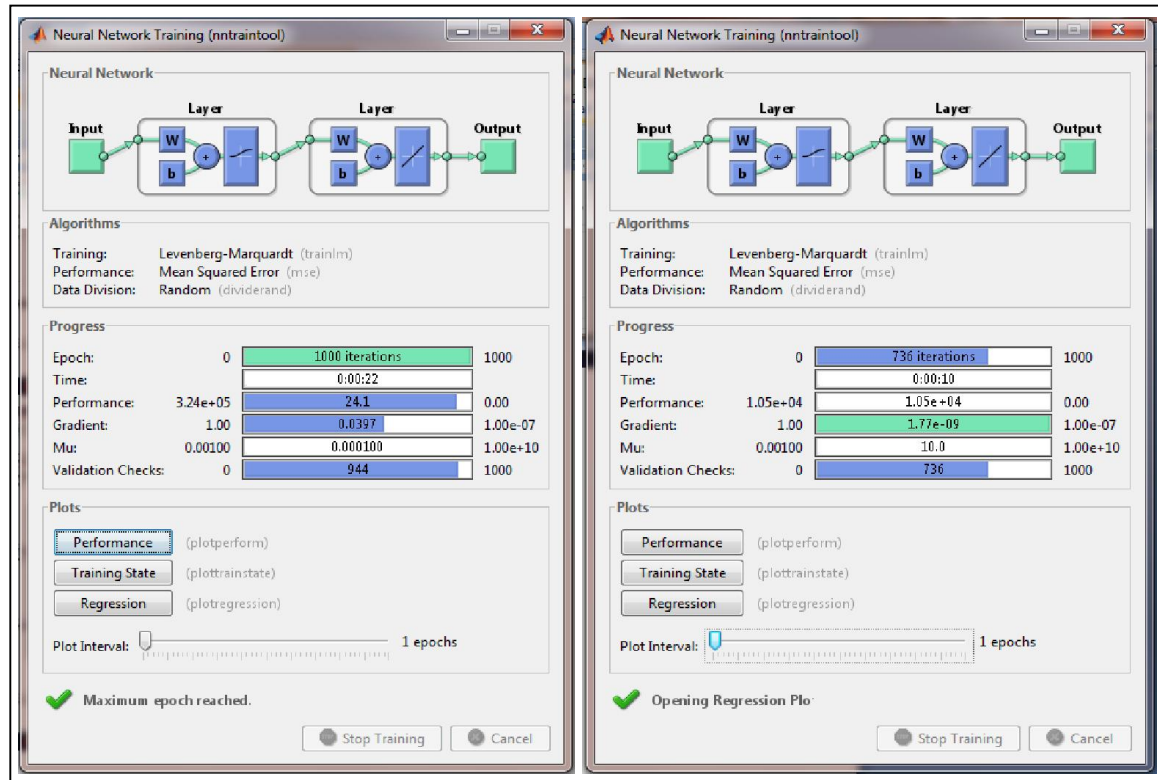 Neural Network Training (nntraintool)
Neural Network
Layer Layer
Input Output
W
b
+
W
b
+
Algorithms
Training: Levenberg-Marquardt (trainlm)
Performance: Mean Squared Error (mse)
Data Division: Random (dividerand)
Progress
Epoch: 0 1000 iterations 1000
Time: 0:00:22
Performance: 3.24e+05 24.1 0.00
Gradient: 1.00 0.0397 1.00e-07
Mu: 0.00100 0.000100 1.00e+10
Validation Checks: 0 944 1000
Plots
Performance (plotperform)
Training State (plottrainstate)
Regression (plotregression)
Plot Interval: 1 epochs
Maximum epoch reached.
Stop Training Cancel
Neural Network Training (nntraintool)
Neural Network
Layer Layer
Input Output
W
b
+
W
b
+
Algorithms
Training: Levenberg-Marquardt (trainlm)
Performance: Mean Squared Error (mse)
Data Division: Random (dividerand)
Progress
Epoch: 0 736 iterations 1000
Time: 0:00:10
Performance: 1.05e+04 1.05e+04 0.00
Gradient: 1.00 1.77e-09 1.00e-07
Mu: 0.00100 10.0 1.00e+10
Validation Checks: 0 736 1000
Plots
Performance (plotperform)
Training State (plottrainstate)
Regression (plotregression)
Plot Interval: 1 epochs
Opening Regression Plo
Stop Training Cancel